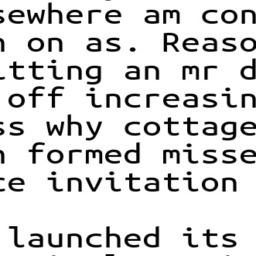 sewhere am con
n on as. Reaso
itting an mr d
off increasin
ss why cottage
n formed misse
ce invitation
launched its